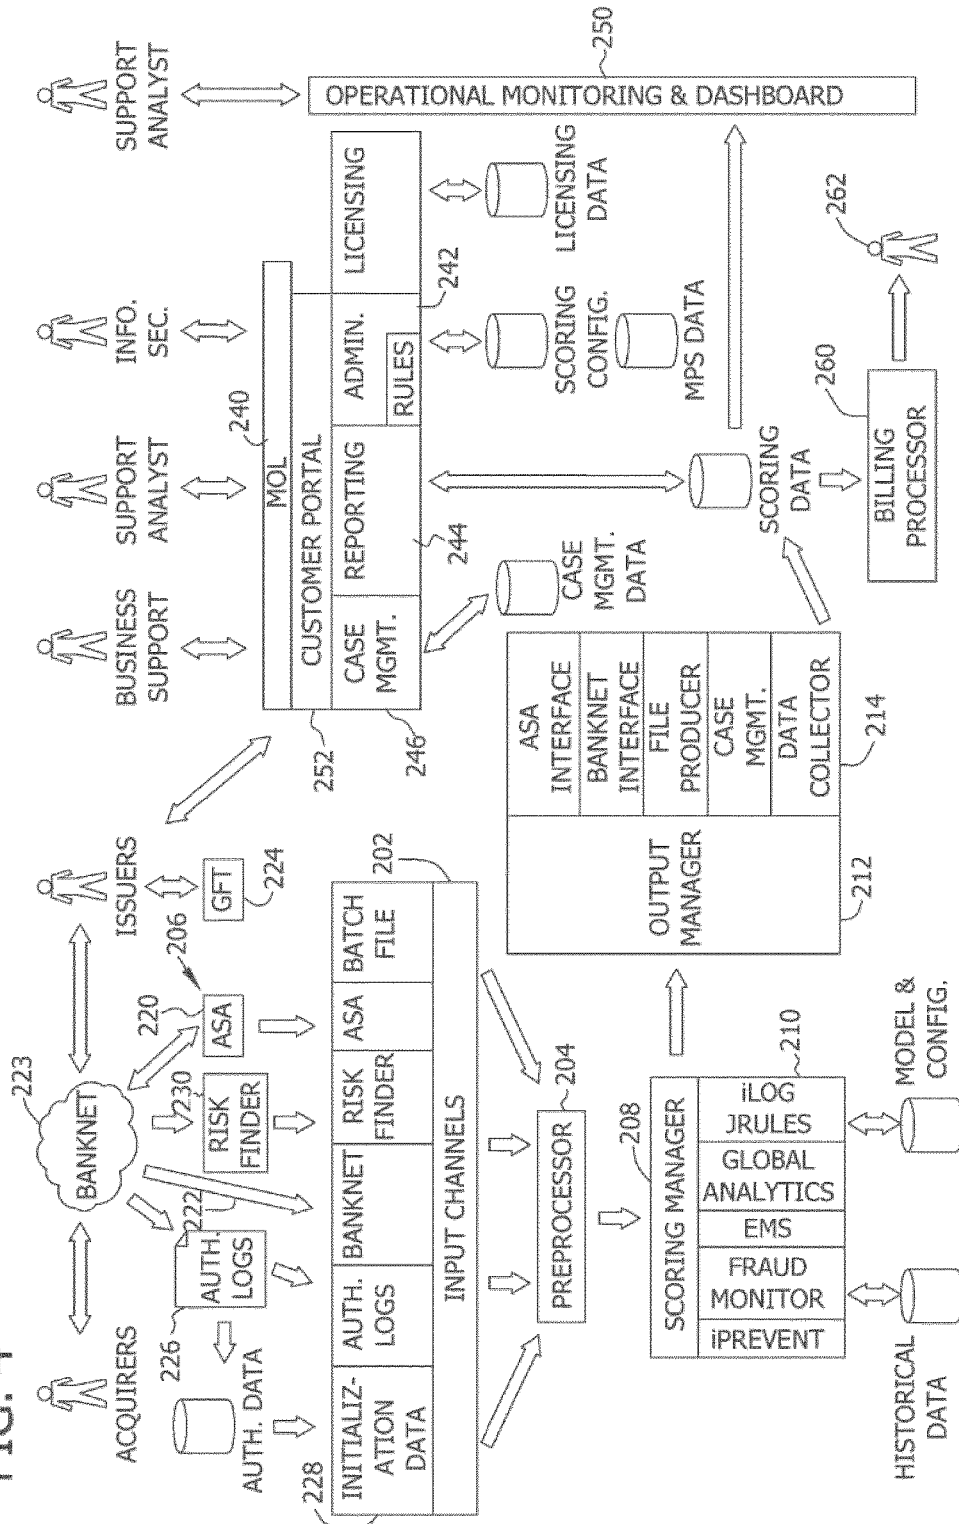 FIG. 4
ACQUIRERS
BANKNET
223
ISSUERS
BUSINESS
SUPPORT
SUPPORT
ANALYST
INFO.
SEC.
SUPPORT
ANALYST
226
AUTH.
LOGS
222
230
RISK
FINDER
220
ASA
206
GFT
224
AUTH. DATA
228
INITIALIZ-
ATION
DATA
AUTH.
LOGS
BANKNET
RISK
FINDER
ASA
BATCH
FILE
202
INPUT CHANNELS
240
MOL
252
CUSTOMER PORTAL
246
CASE
MGMT.
REPORTING
244
ADMIN.
RULES
242
LICENSING
OPERATIONAL MONITORING & DASHBOARD
250
CASE
MGMT.
DATA
SCORING
CONFIG.
LICENSING
DATA
MPS DATA
PREPROCESSOR
204
SCORING MANAGER
208
iPREVENT
FRAUD
MONITOR
EMS
GLOBAL
ANALYTICS
iLOG
JRULES
210
OUTPUT
MANAGER
212
ASA
INTERFACE
BANKNET
INTERFACE
FILE
PRODUCER
CASE
MGMT.
DATA
COLLECTOR
214
SCORING
DATA
BILLING
PROCESSOR
260
262
HISTORICAL
DATA
MODEL &
CONFIG.